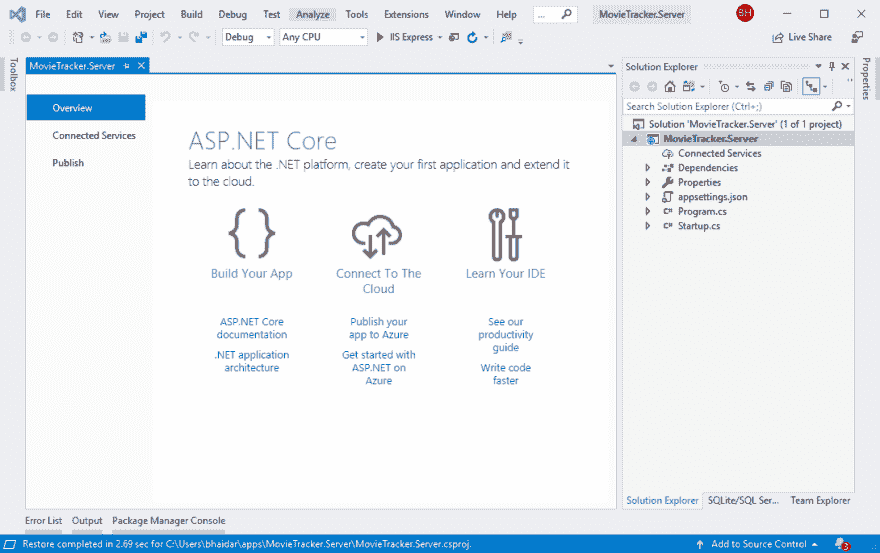 File Edit View Project Build Debug Test Analyze Tools Extensions Window Help ... MovieTracker.Server BH
Debug Any CPU IIS Express Live Share
Toolbox
MovieTracker.Server
Overview
Connected Services
Publish
ASP.NET Core
Learn about the .NET platform, create your first application and extend it
to the cloud.
Build Your App
ASP.NET Core
documentation
.NET application
architecture
Connect To The
Cloud
Publish your
app to Azure
Get started with
ASP.NET on
Azure
Learn Your IDE
See our
productivity
guide
Write code
faster
Solution Explorer
Search Solution Explorer (Ctrl+;)
Solution 'MovieTracker.Server' (1 of 1 project)
MovieTracker.Server
Connected Services
Dependencies
Properties
appsettings.json
C# Program.cs
C# Startup.cs
Solution Explorer SQLite/SQL Ser... Team Explorer
Properties
Error List Output Package Manager Console
Restore completed in 2.69 sec for C:\Users\bhaidar\apps\MovieTracker.Server\MovieTracker.Server.csproj. Add to Source Control 3